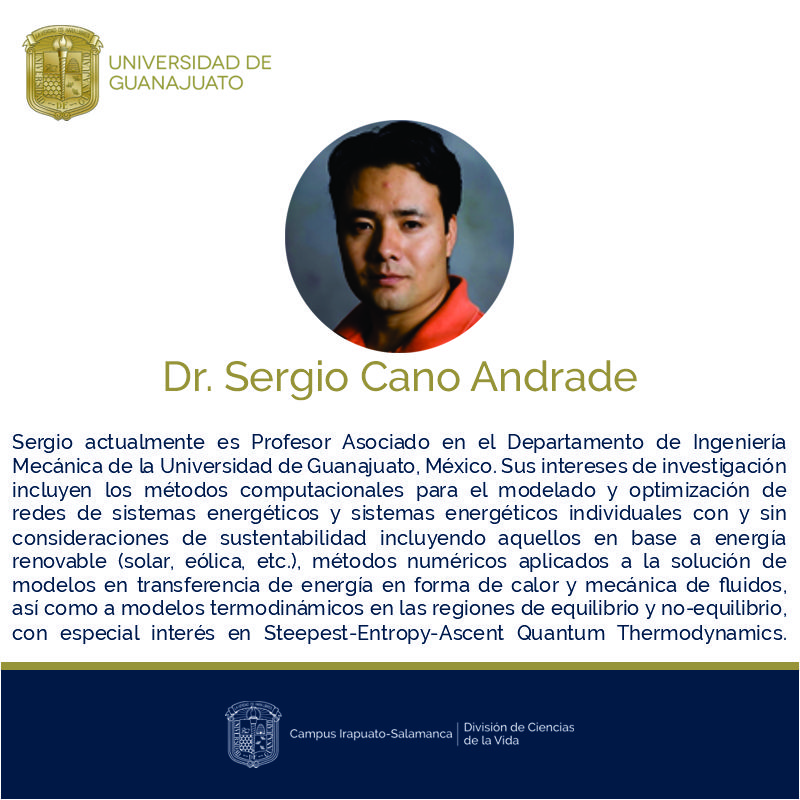 UNIVERSIDAD DE
GUANAJUATO
Dr. Sergio Cano Andrade
Sergio actualmente es Profesor Asociado en el Departamento de Ingeniería
Mecánica de la Universidad de Guanajuato, México. Sus intereses de investigación
incluyen los métodos computacionales para el modelado y optimización de
redes de sistemas energéticos y sistemas energéticos individuales con y sin
consideraciones de sustentabilidad incluyendo aquellos en base a energía
renovable (solar, eólica, etc.), métodos numéricos aplicados a la solución de
modelos en transferencia de energía en forma de calor y mecánica de fluidos,
así como a modelos termodinámicos en las regiones de equilibrio y no-equilibrio,
con especial interés en Steepest-Entropy-Ascent Quantum Thermodynamics.
Campus Irapuato-Salamanca
División de Ciencias
de la Vida